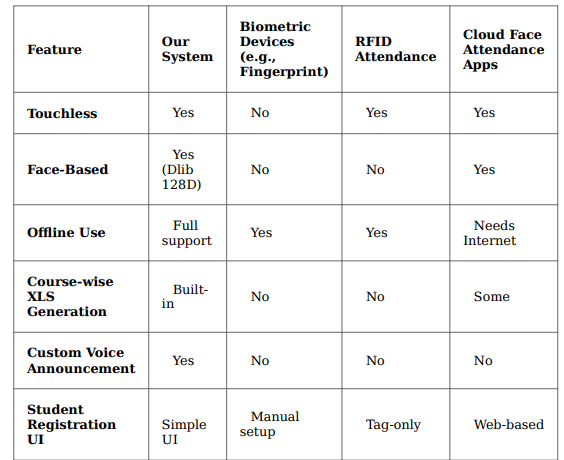 Feature
Our
System
Biometric
Devices
(e.g.,
Fingerprint)
RFID
Attendance
Cloud Face
Attendance
Apps
Touchless
Yes
No
Yes
Yes
Face-Based
Yes
(Dlib
128D)
No
No
Yes
Offline Use
Full
support
Yes
Yes
Needs
Internet
Course-wise
XLS
Generation
Built-
in
No
No
Some
Custom Voice
Announcement
Yes
No
No
No
Student
Registration
UI
Simple
UI
Manual
setup
Tag-only
Web-based